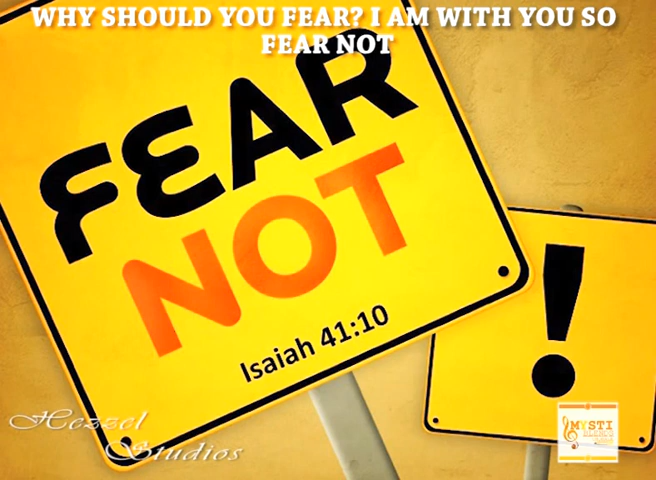 WHY SHOULD YOU FEAR? I AM WITH YOU SO
FEAR NOT
FEAR
NOT
Isaiah 41:10
!
Hezzel
Studios
MYSTI